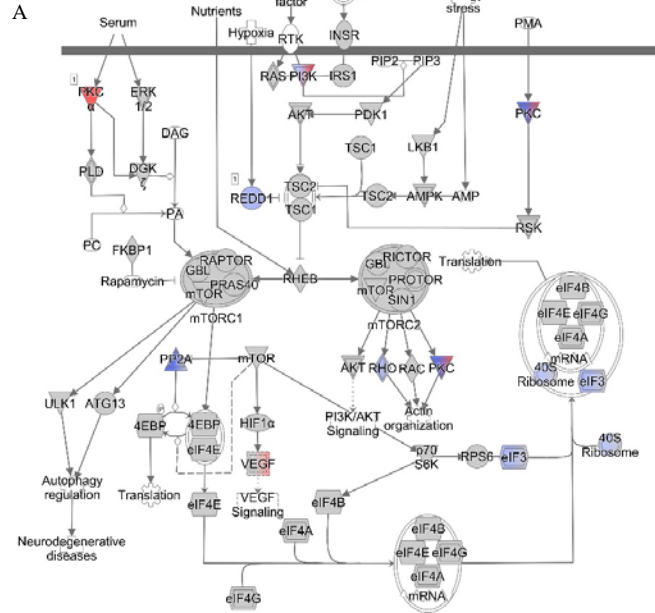 A
factor
stress
Nutrients
Serum
Hypoxia
RTK
INSR
PMA
RAS
PI3K
IRS1
PIP2
PIP3
1
PKC
α
ERK
1/2
AKT
PDK1
PKC
DAG
TSC1
LKB1
PLD
DGK
ζ
1
REDD1
TSC2
TSC1
TSC2
AMPK
AMP
PA
RSK
PC
FKBP1
Rapamycin
GBL
RAPTOR
mTOR
PRAS40
mTORC1
RHEB
GBL
RICTOR
mTOR
PROTOR
SIN1
mTORC2
Translation
eIF4B
eIF4E
eIF4G
eIF4A
mRNA
40S
Ribosome
eIF3
PP2A
mTOR
AKT
RHO
RAC
PKC
ULK1
ATG13
4EBP
4EBP
eIF4E
HIF1α
PI3K/AKT
Signaling
Actin
organization
VEGF
p70
S6K
RPS6
eIF3
40S
Ribosome
Autophagy
regulation
Translation
eIF4E
VEGF
Signaling
eIF4B
eIF4A
Neurodegenerative
diseases
eIF4B
eIF4E
eIF4G
eIF4A
mRNA
eIF4G